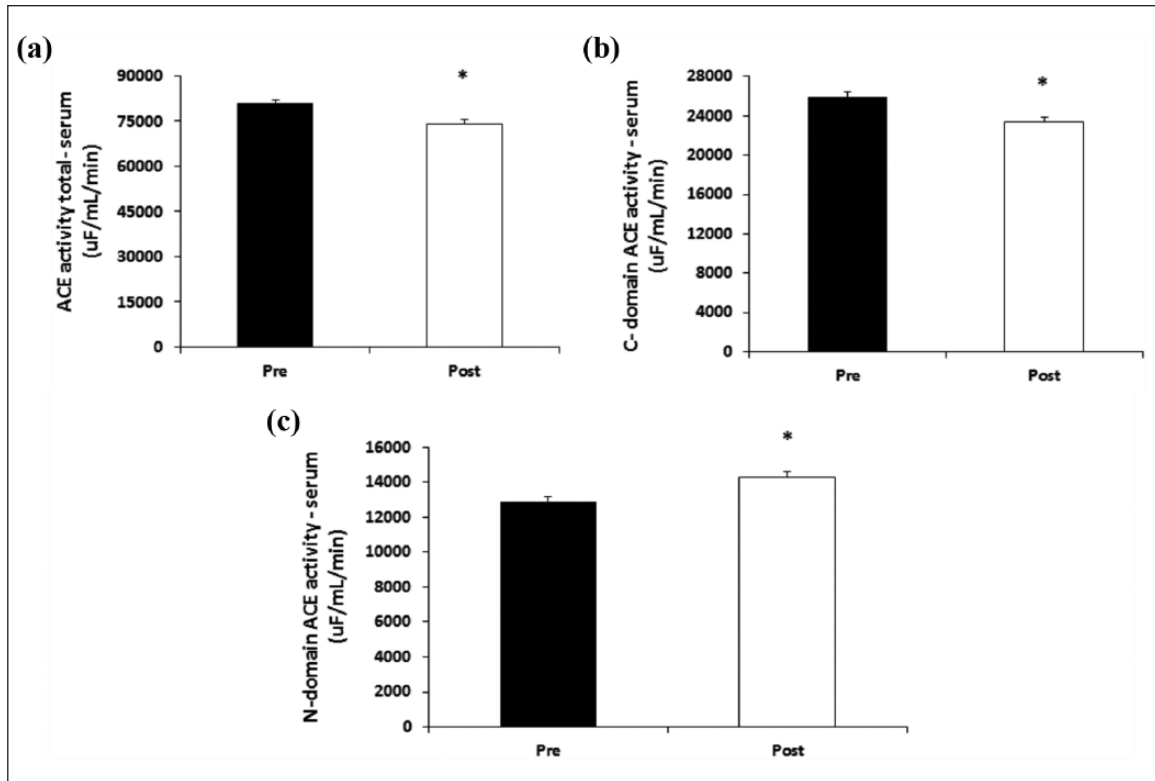 (a)
ACE activity total- serum
(uF/mL/min)
90000
75000
60000
45000
30000
15000
0
*
Pre
Post
(b)
C- domain ACE activity - serum
(uF/mL/min)
28000
24000
20000
16000
12000
8000
4000
0
*
Pre
Post
(c)
N-domain ACE activity - serum
(uF/mL/min)
16000
14000
12000
10000
8000
6000
4000
2000
0
*
Pre
Post